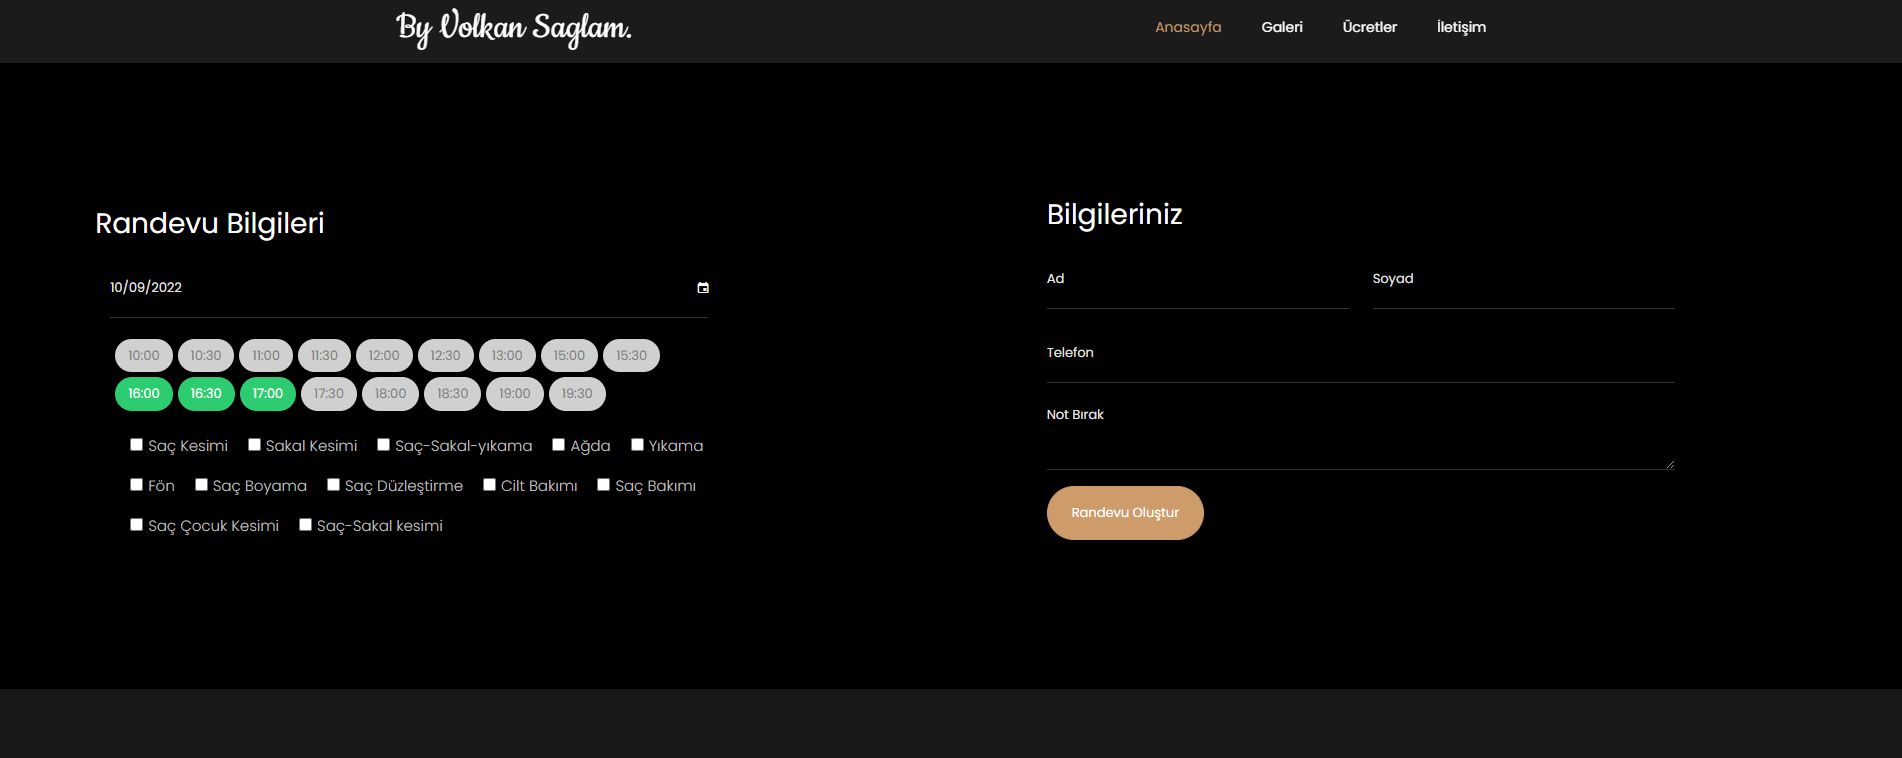 By Volkan Saglam.
Anasayfa Galeri Ücretler İletişim
Randevu Bilgileri
10/09/2022
10:00 10:30 11:00 11:30 12:00 12:30 13:00 15:00 15:30
16:00 16:30 17:00 17:30 18:00 18:30 19:00 19:30
Saç Kesimi Sakal Kesimi Saç-Sakal-yıkama Ağda Yıkama
Fön Saç Boyama Saç Düzleştirme Cilt Bakımı Saç Bakımı
Saç Çocuk Kesimi Saç-Sakal kesimi
Bilgileriniz
Ad Soyad
Telefon
Not Bırak
Randevu Oluştur